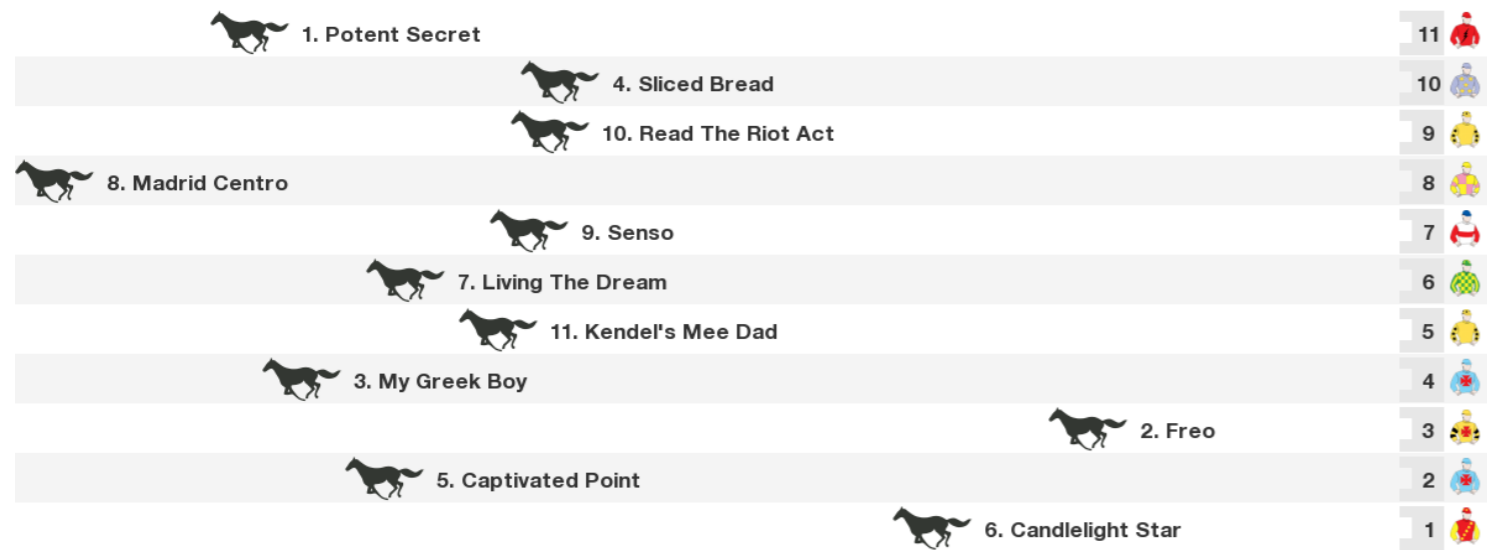 1. Potent Secret 11
4. Sliced Bread 10
10. Read The Riot Act 9
8. Madrid Centro 8
9. Senso 7
7. Living The Dream 6
11. Kendel's Mee Dad 5
3. My Greek Boy 4
2. Freo 3
5. Captivated Point 2
6. Candlelight Star 1